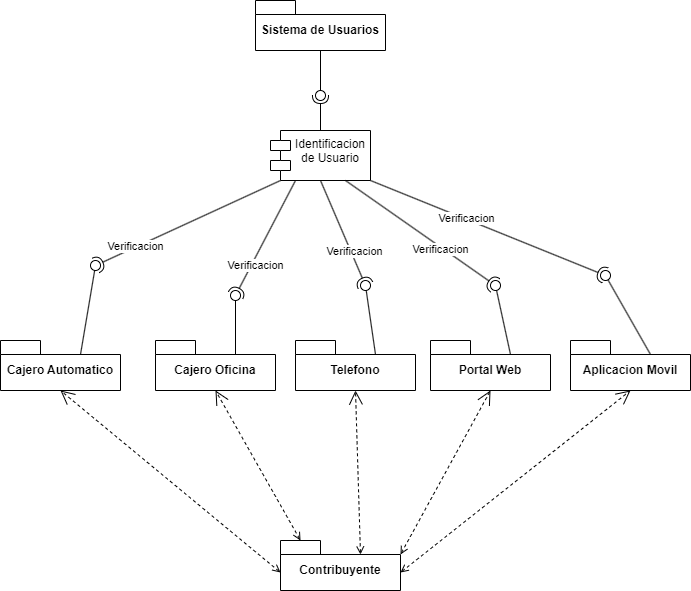 Sistema de Usuarios
Identificacion
de Usuario
Verificacion
Verificacion
Verificacion
Verificacion
Verificacion
Cajero Automatico
Cajero Oficina
Telefono
Portal Web
Aplicacion Movil
Contribuyente